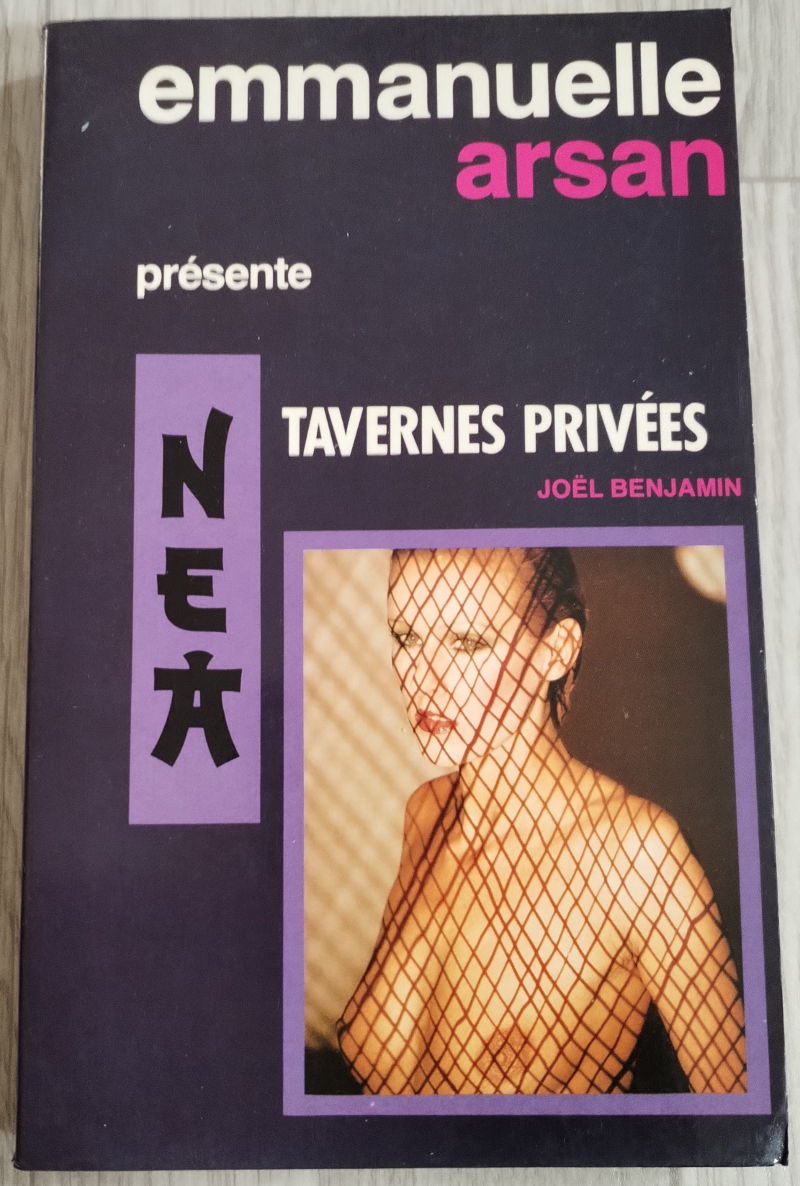 emmanuelle
arsan
présente
NEA
TAVERNES PRIVÉES
JOËL BENJAMIN